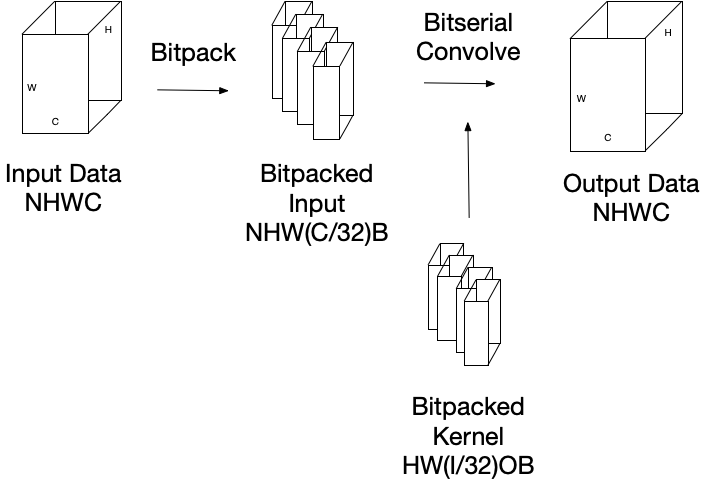 H
W
C
Input Data
NHWC
Bitpack
Bitpacked
Input
NHW(C/32)B
Bitserial
Convolve
H
W
C
Output Data
NHWC
Bitpacked
Kernel
HW(I/32)OB